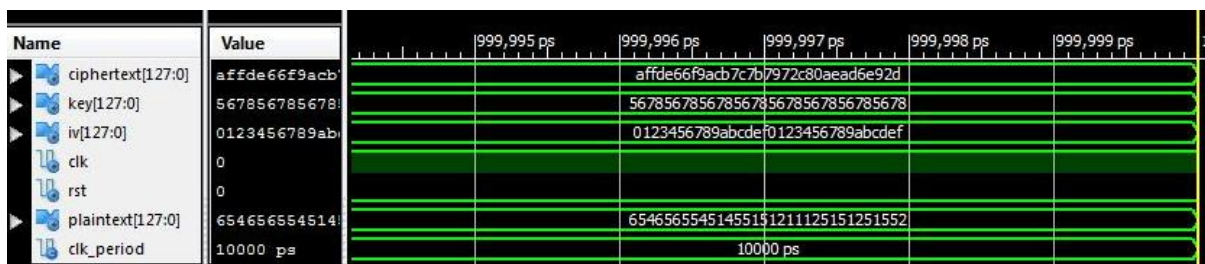 Name Value 999,995 ps 999,996 ps 999,997 ps 999,998 ps 999,999 ps
ciphertext[127:0] affde66f9acb affde66f9acb7c7b7972c80aead6e92d
key[127:0] 567856785678 56785678567856785678567856785678
iv[127:0] 0123456789ab 0123456789abcdef0123456789abcdef
clk 0
rst 0
plaintext[127:0] 654656554514 65465655451455151211125151251552
clk_period 10000 ps 10000 ps